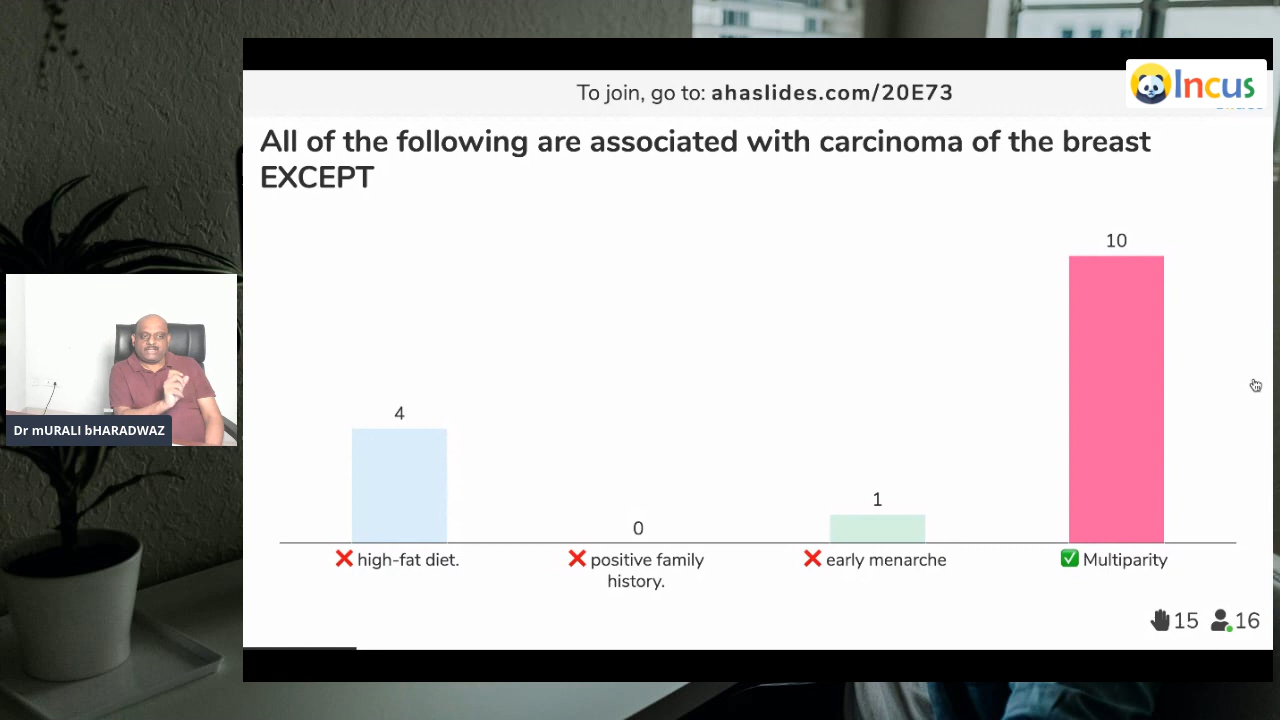 To join, go to: ahaslides.com/20E73
Incus
All of the following are associated with carcinoma of the breast
EXCEPT
10
4
1
0
high-fat diet.
positive family
history.
early menarche
Multiparity
Dr mURALI bHARADWAZ
15
16